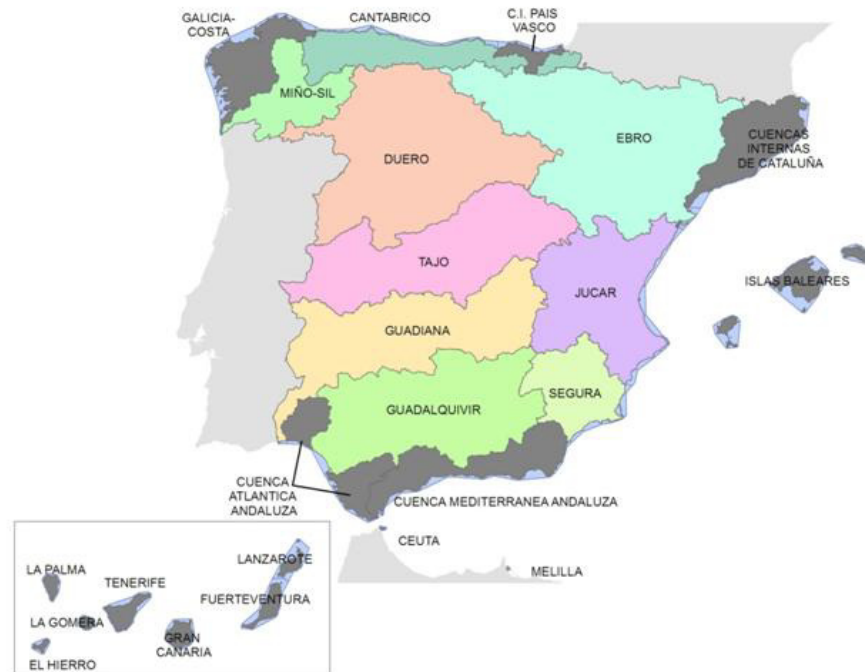 GALICIA-
COSTA
CANTABRICO
C.I. PAIS
VASCO
MIÑO-SIL
DUERO
EBRO
CUENCAS
INTERNAS
DE CATALUÑA
TAJO
JUCAR
ISLAS BALEARES
GUADIANA
SEGURA
GUADALQUIVIR
CUENCA
ATLANTICA
ANDALUZA
CUENCA MEDITERRANEA ANDALUZA
CEUTA
MELILLA
LA PALMA
TENERIFE
LANZAROTE
FUERTEVENTURA
LA GOMERA
GRAN
CANARIA
EL HIERRO